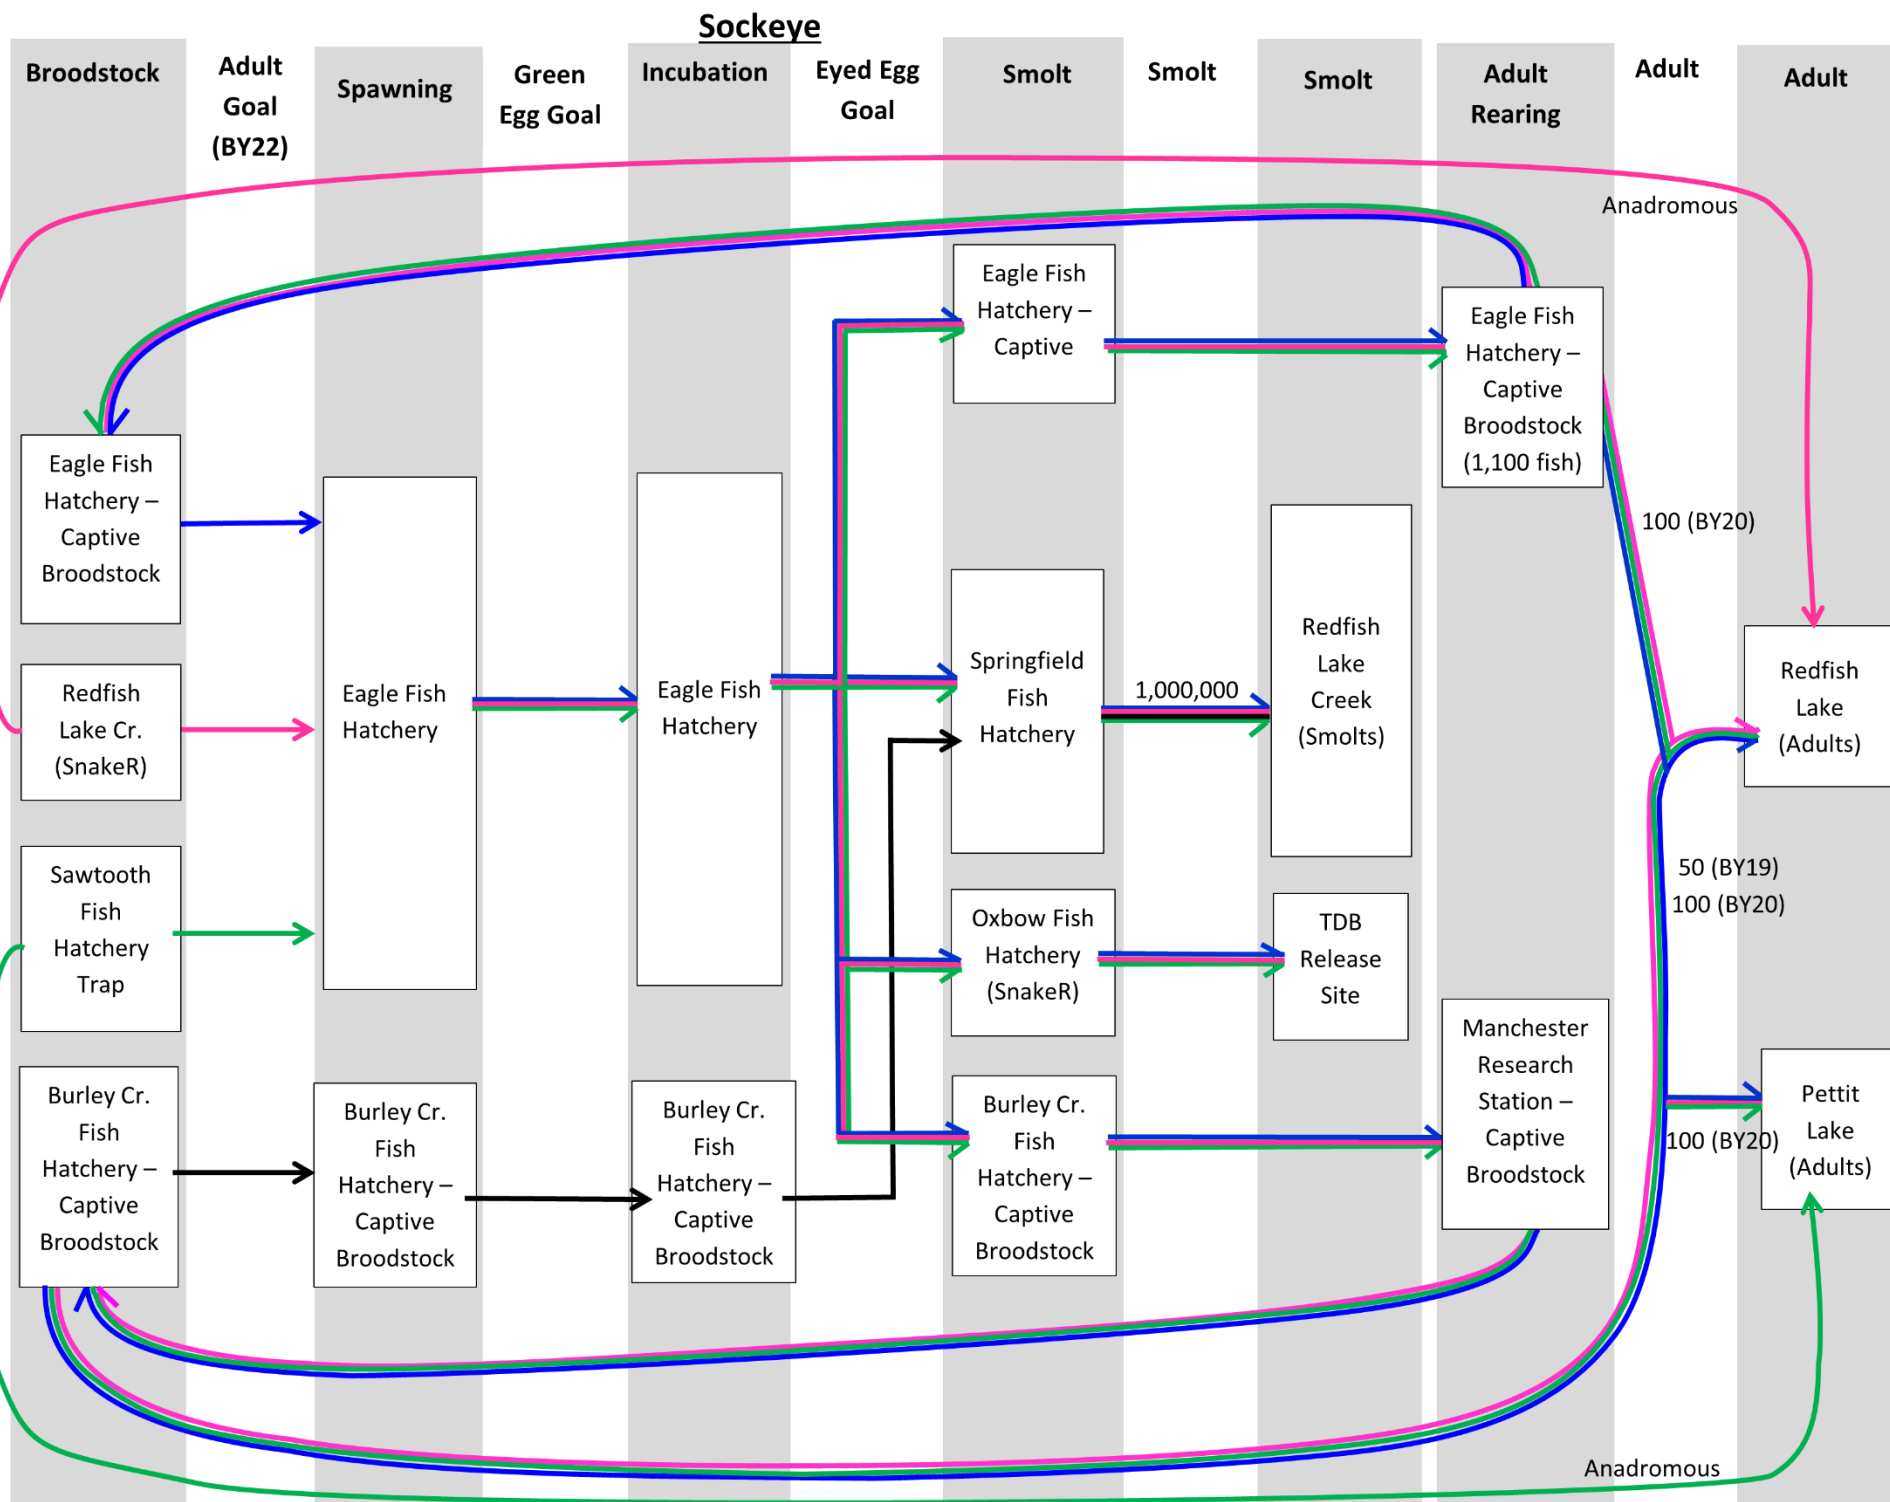 Sockeye
Broodstock
Adult
Goal
(BY22)
Spawning
Green
Egg Goal
Incubation
Eyed Egg
Goal
Smolt
Smolt
Smolt
Adult
Rearing
Adult
Adult
Anadromous
Eagle Fish
Hatchery –
Captive
Broodstock
Redfish
Lake Cr.
(SnakeR)
Sawtooth
Fish
Hatchery
Trap
Burley Cr.
Fish
Hatchery –
Captive
Broodstock
Eagle Fish
Hatchery
Burley Cr.
Fish
Hatchery –
Captive
Broodstock
Eagle Fish
Hatchery
Burley Cr.
Fish
Hatchery –
Captive
Broodstock
Eagle Fish
Hatchery –
Captive
Springfield
Fish
Hatchery
Oxbow Fish
Hatchery
(SnakeR)
Burley Cr.
Fish
Hatchery –
Captive
Broodstock
1,000,000
Redfish
Lake
Creek
(Smolts)
TDB
Release
Site
Eagle Fish
Hatchery –
Captive
Broodstock
(1,100 fish)
Manchester
Research
Station –
Captive
Broodstock
100 (BY20)
50 (BY19)
100 (BY20)
100 (BY20)
Redfish
Lake
(Adults)
Pettit
Lake
(Adults)
Anadromous